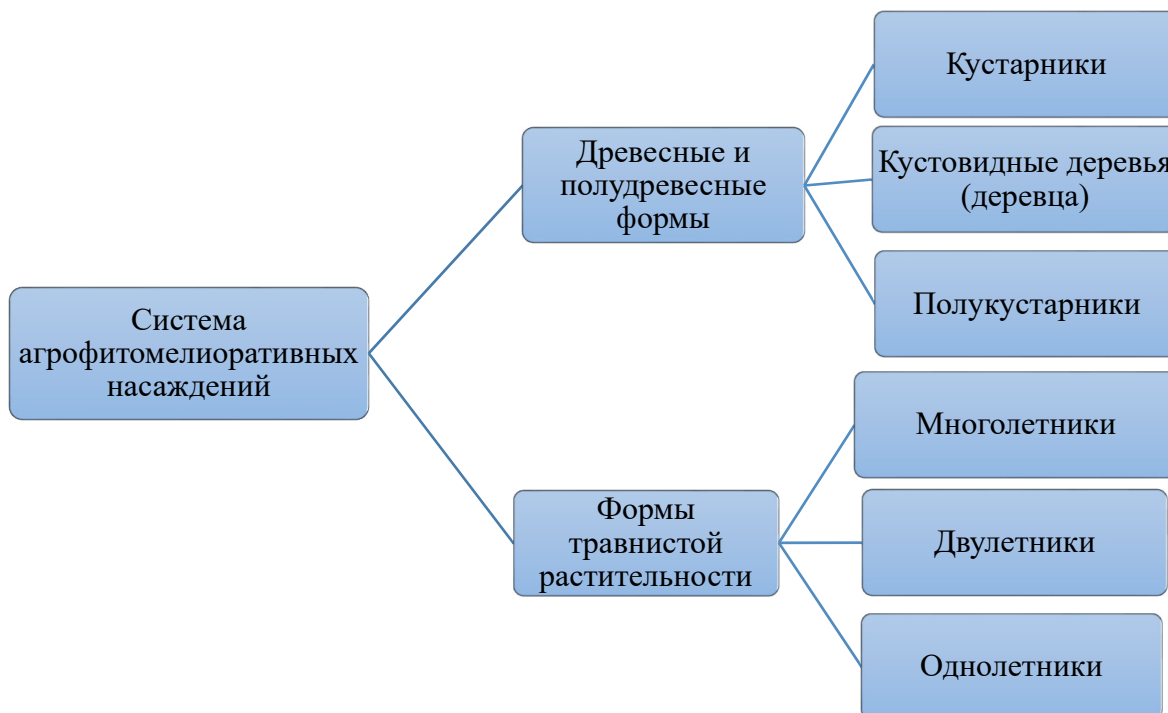 Система
агрофитомелиоративных
насаждений
Древесные и
полудревесные
формы
Кустарники
Кустовидные деревья
(деревца)
Полукустарники
Формы
травнистой
растительности
Многолетники
Двулетники
Однолетники